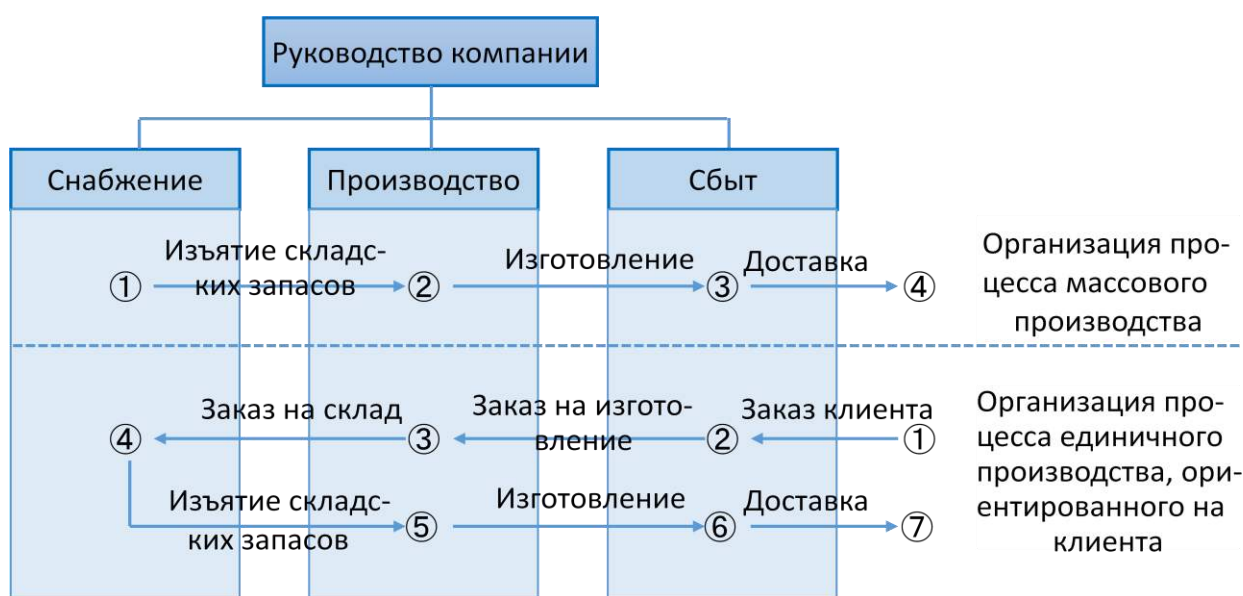 Руководство компании
Снабжение
Производство
Сбыт
Изъятие складс-
ких запасов
Изготовление
Доставка
① ② ③ ④
Организация про-
цесса массового
производства
Заказ на склад
Заказ на изгото-
вление
Заказ клиента
④ ③ ② ①
Организация про-
цесса единичного
производства, ори-
ентированного на
клиента
Изъятие складс-
ких запасов
Изготовление
Доставка
⑤ ⑥ ⑦